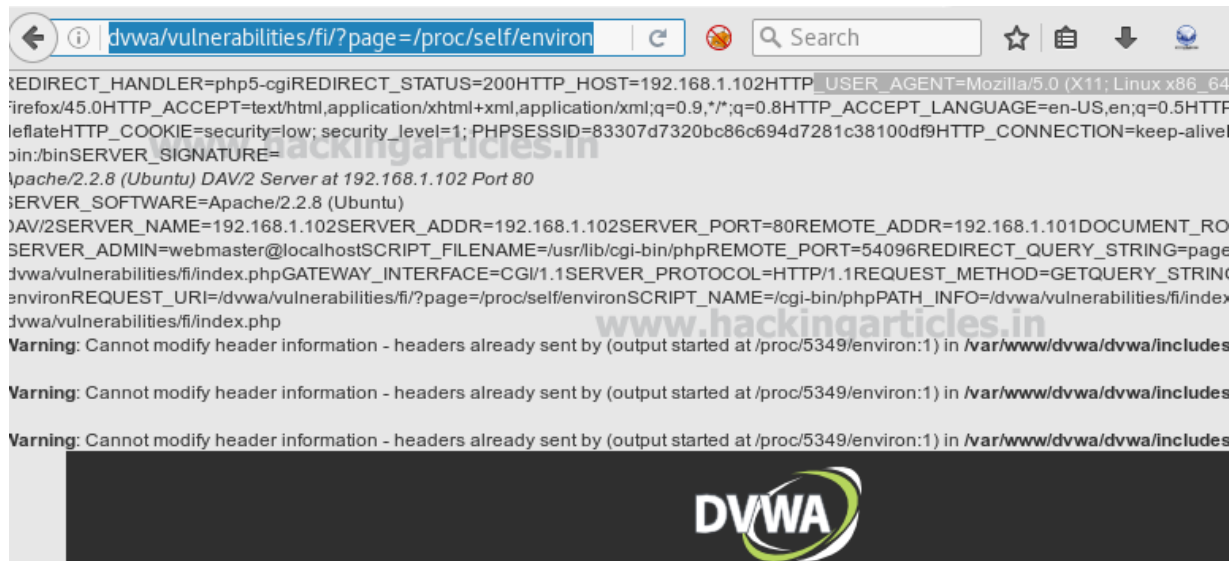 dvwa/vulnerabilities/fi/?page=/proc/self/environ
Search
REDIRECT_HANDLER=php5-cgiREDIRECT_STATUS=200HTTP_HOST=192.168.1.102HTTP_USER_AGENT=Mozilla/5.0 (X11; Linux x86_64
Firefox/45.0HTTP_ACCEPT=text/html,application/xhtml+xml,application/xml;q=0.9,*/*;q=0.8HTTP_ACCEPT_LANGUAGE=en-US,en;q=0.5HTTP
deflateHTTP_COOKIE=security=low; security_level=1; PHPSESSID=83307d7320bc86c694d7281c38100df9HTTP_CONNECTION=keep-alive
www.hackingarticles.in
bin:/binSERVER_SIGNATURE=
Apache/2.2.8 (Ubuntu) DAV/2 Server at 192.168.1.102 Port 80
SERVER_SOFTWARE=Apache/2.2.8 (Ubuntu)
DAV/2SERVER_NAME=192.168.1.102SERVER_ADDR=192.168.1.102SERVER_PORT=80REMOTE_ADDR=192.168.1.101DOCUMENT_RO
SERVER_ADMIN=webmaster@localhostSCRIPT_FILENAME=/usr/lib/cgi-bin/phpREMOTE_PORT=54096REDIRECT_QUERY_STRING=page
dvwa/vulnerabilities/fi/index.phpGATEWAY_INTERFACE=CGI/1.1SERVER_PROTOCOL=HTTP/1.1REQUEST_METHOD=GETQUERY_STRING
environREQUEST_URI=/dvwa/vulnerabilities/fi/?page=/proc/self/environSCRIPT_NAME=/cgi-bin/phpPATH_INFO=/dvwa/vulnerabilities/fi/index
dvwa/vulnerabilities/fi/index.php
www.hackingarticles.in
Warning: Cannot modify header information - headers already sent by (output started at /proc/5349/environ:1) in /var/www/dvwa/dvwa/includes
Warning: Cannot modify header information - headers already sent by (output started at /proc/5349/environ:1) in /var/www/dvwa/dvwa/includes
Warning: Cannot modify header information - headers already sent by (output started at /proc/5349/environ:1) in /var/www/dvwa/dvwa/includes
DVWA